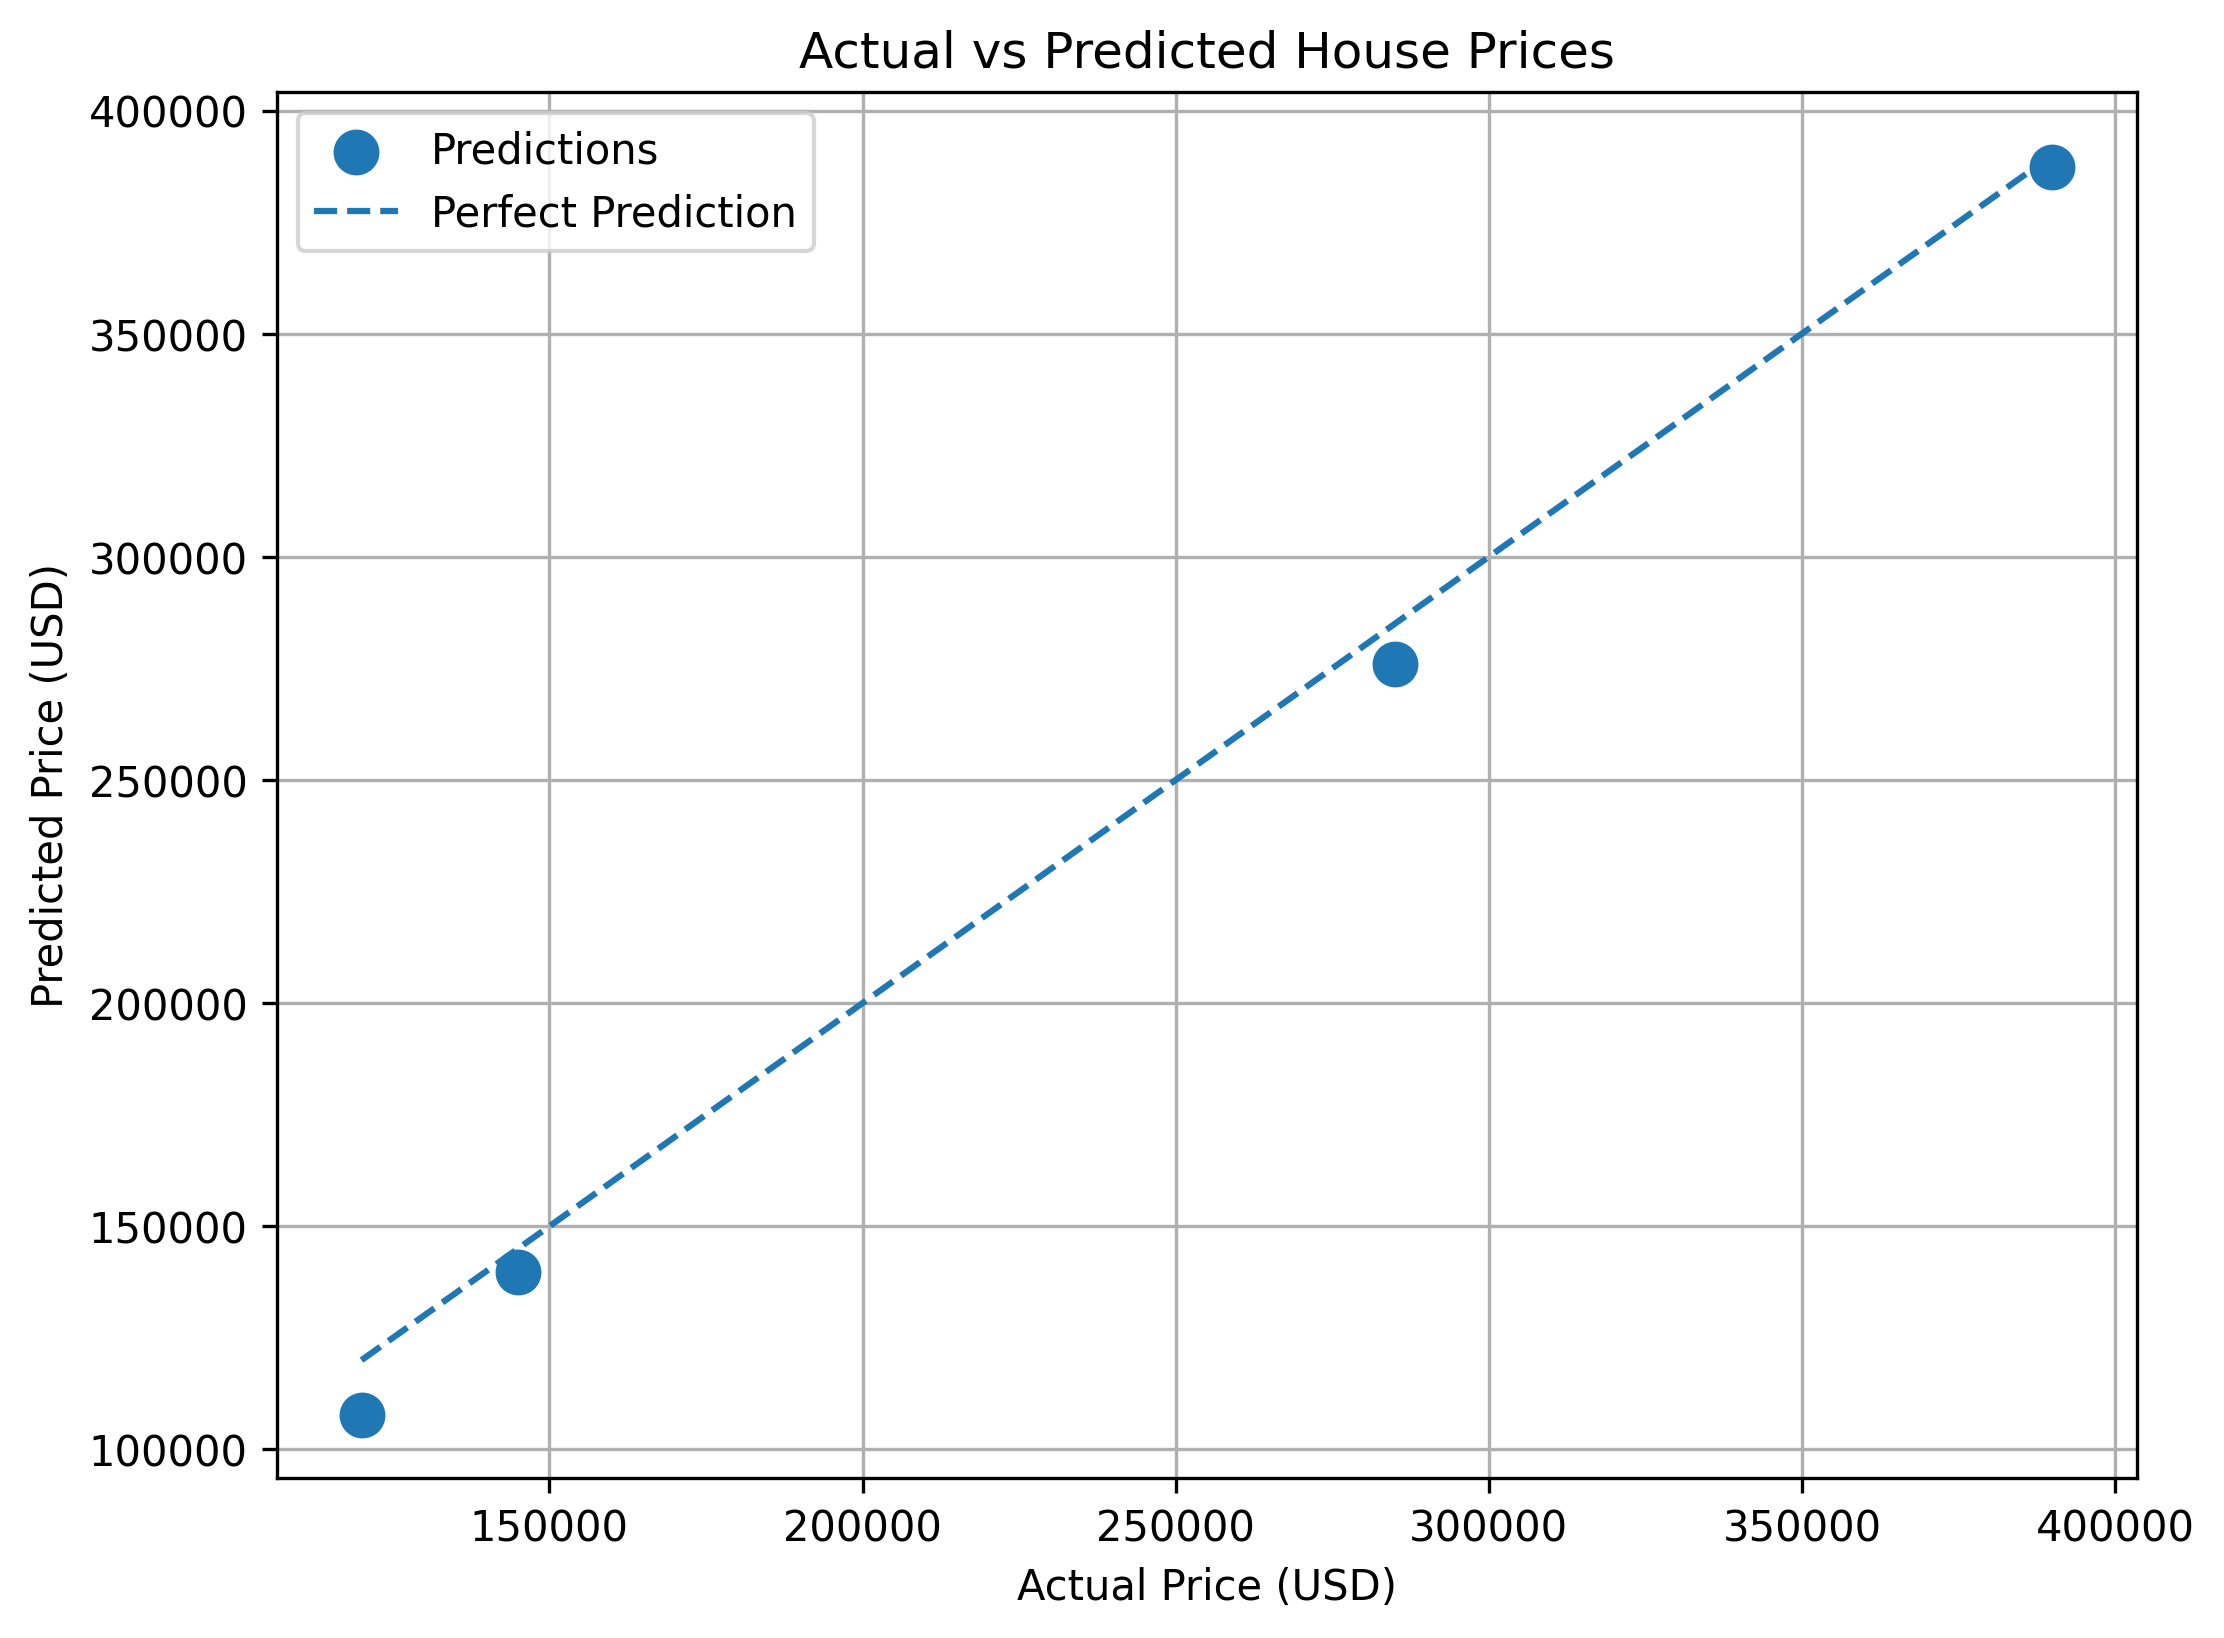 Actual vs Predicted House Prices
Predictions
Perfect Prediction
400000
350000
300000
250000
200000
150000
100000
Predicted Price (USD)
150000 200000 250000 300000 350000 400000
Actual Price (USD)